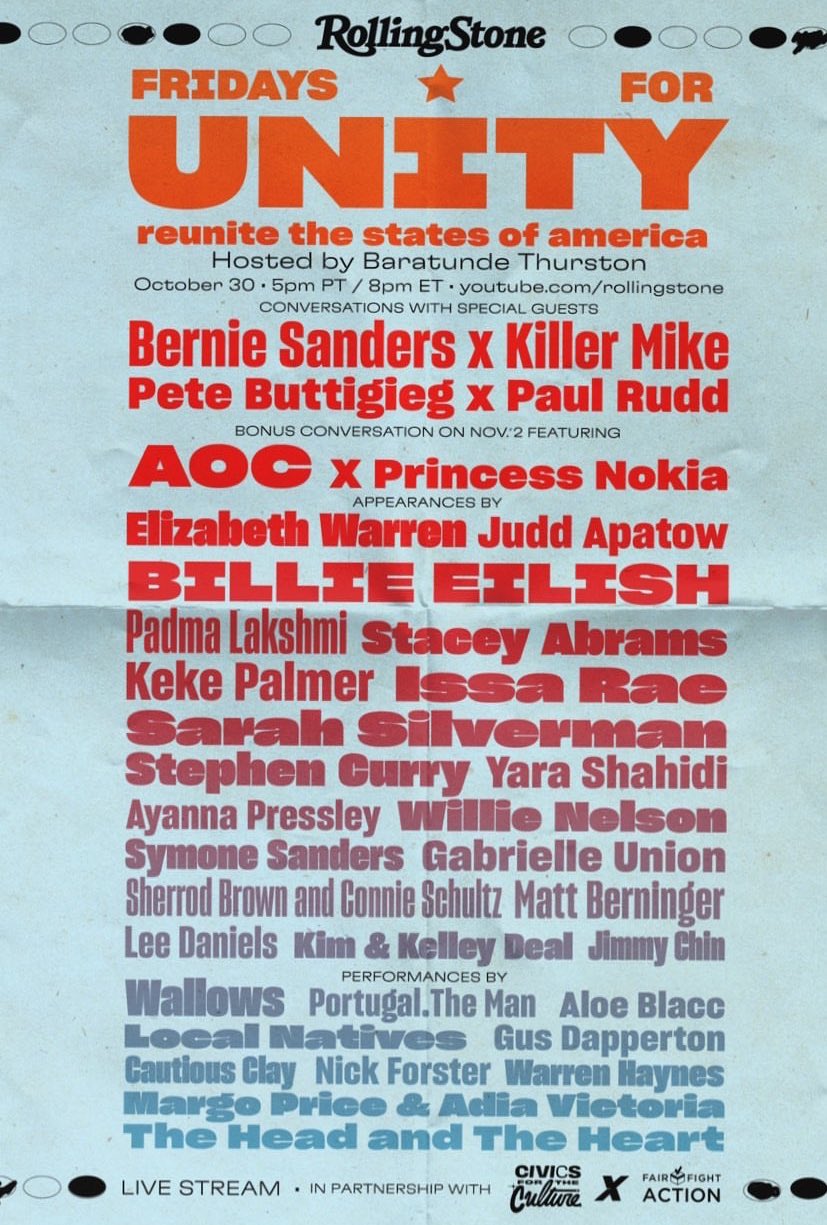 RollingStone
FRIDAYS FOR
UNITY
reunite the states of america
Hosted by Baratunde Thurston
October 30 • 5pm PT / 8pm ET • youtube.com/rollingstone
CONVERSATIONS WITH SPECIAL GUESTS
Bernie Sanders x Killer Mike
Pete Buttigieg x Paul Rudd
BONUS CONVERSATION ON NOV. 2 FEATURING
AOC X Princess Nokia
APPEARANCES BY
Elizabeth Warren Judd Apatow
BILLIE EILISH
Padma Lakshmi Stacey Abrams
Keke Palmer Issa Rae
Sarah Silverman
Stephen Curry Yara Shahidi
Ayanna Pressley Willie Nelson
Symone Sanders Gabrielle Union
Sherrod Brown and Connie Schultz Matt Berninger
Lee Daniels Kim & Kelley Deal Jimmy Chin
PERFORMANCES BY
Wallows Portugal.The Man Aloe Blacc
Local Natives Gus Dapperton
Cautious Clay Nick Forster Warren Haynes
Margo Price & Adia Victoria
The Head and The Heart
LIVE STREAM • IN PARTNERSHIP WITH CIVICS FOR THE Culture X FAIR FIGHT ACTION